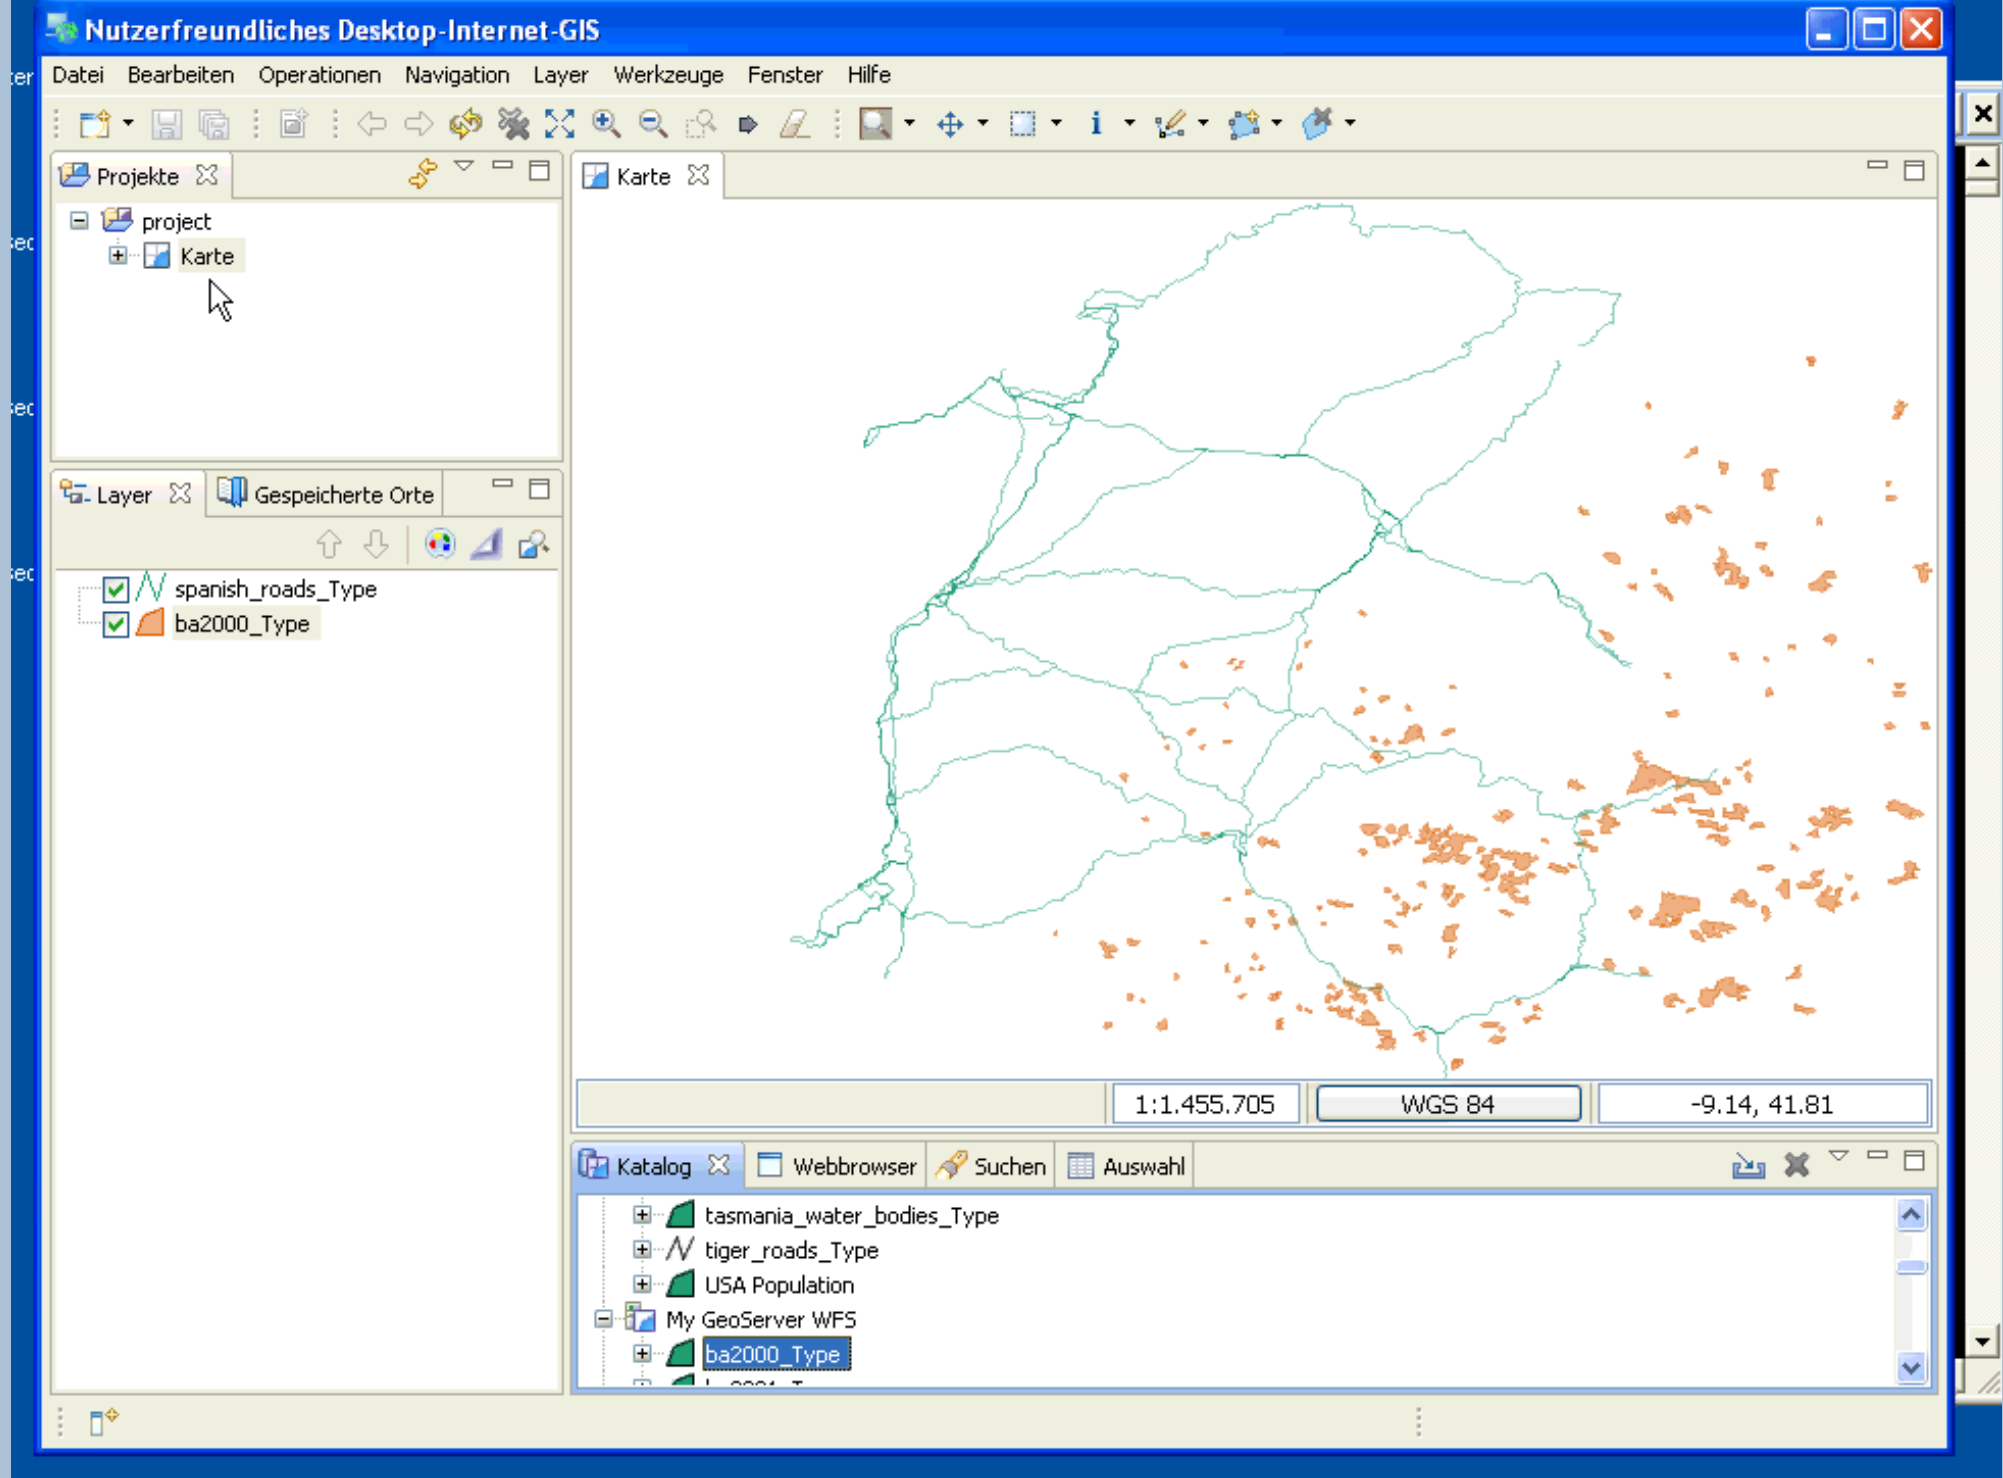 Nutzerfreundliches Desktop-Internet-GIS
Datei Bearbeiten Operationen Navigation Layer Werkzeuge Fenster Hilfe
Projekte
project
Karte
Layer Gespeicherte Orte
spanish_roads_Type
ba2000_Type
Karte
1:1.455.705 WGS 84 -9.14, 41.81
Katalog Webbrowser Suchen Auswahl
tasmania_water_bodies_Type
tiger_roads_Type
USA Population
My GeoServer WFS
ba2000_Type